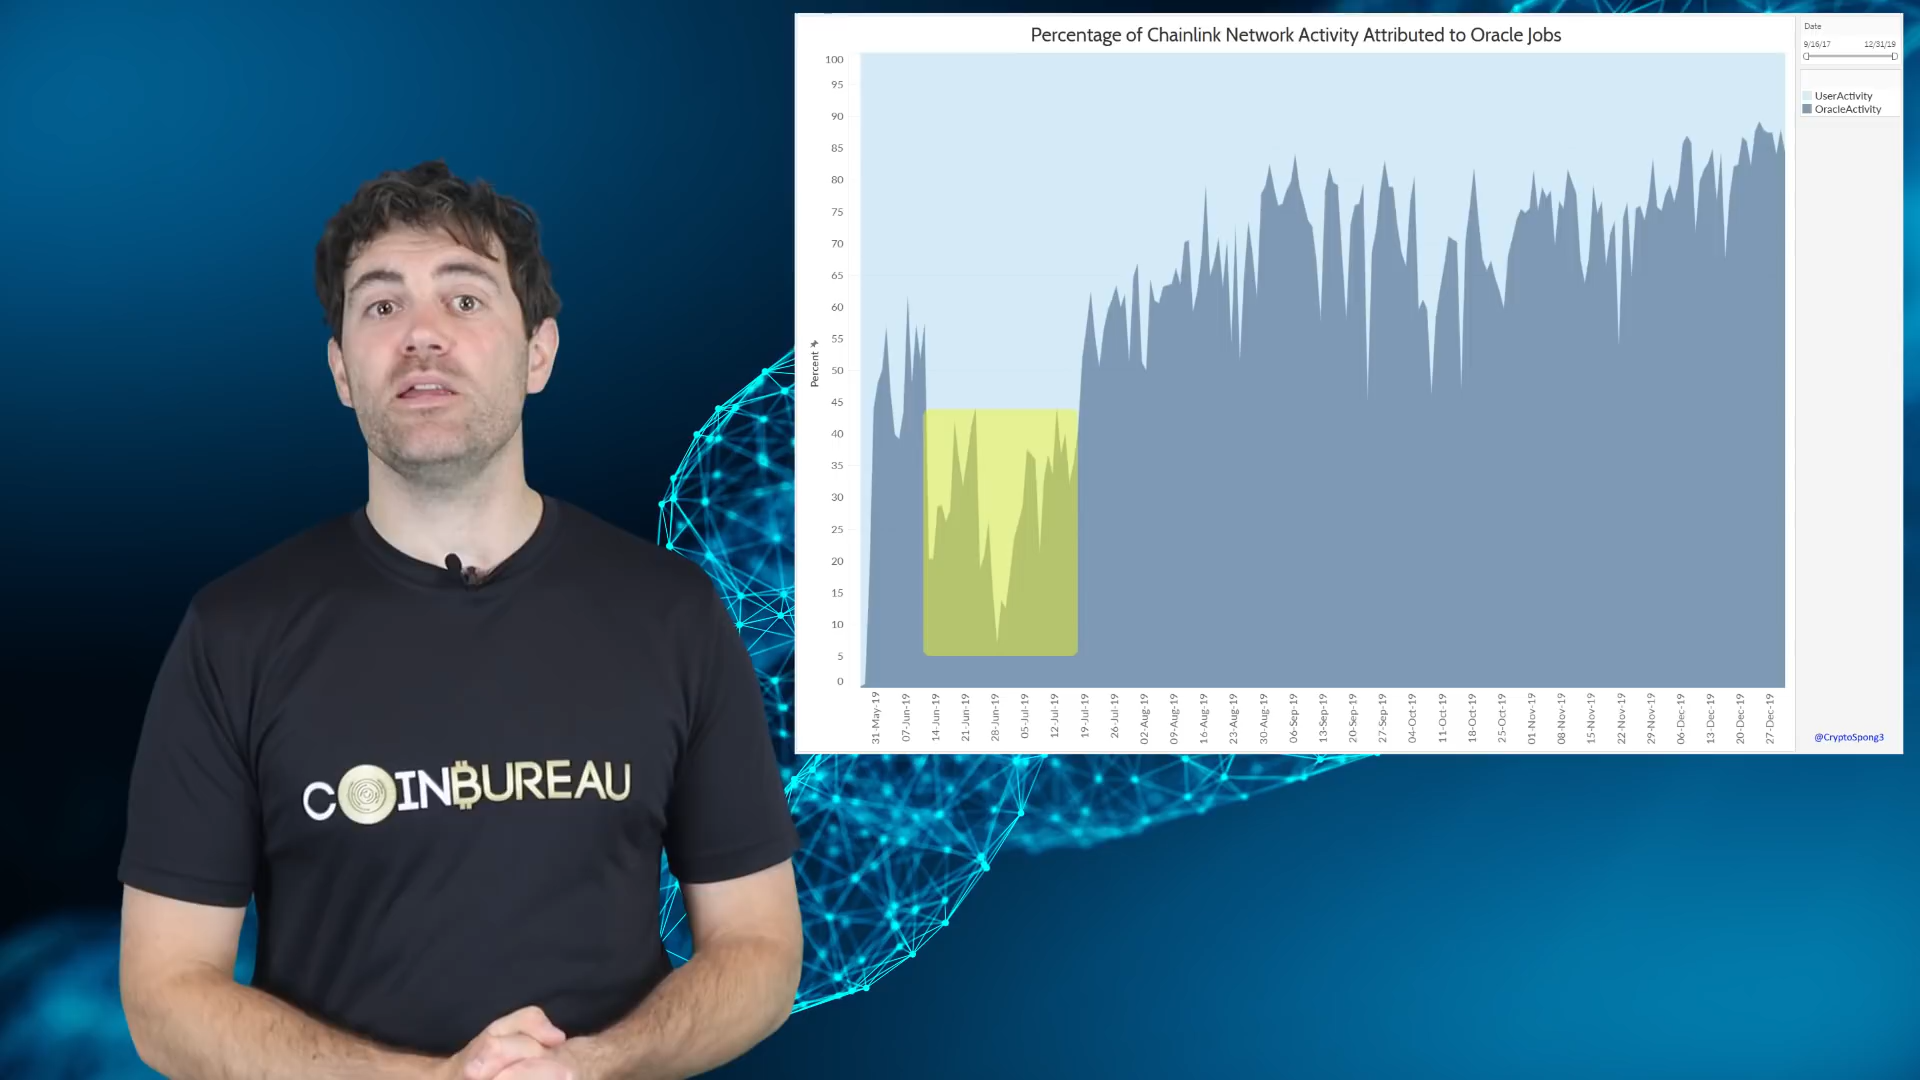 Percentage of Chainlink Network Activity Attributed to Oracle Jobs
Date
9/16/17 12/31/19
UserActivity
OracleActivity
100
95
90
85
80
75
70
65
60
55
50
45
40
35
30
25
20
15
10
5
0
Percent
31-May-19
07-Jun-19
14-Jun-19
21-Jun-19
28-Jun-19
05-Jul-19
12-Jul-19
19-Jul-19
26-Jul-19
02-Aug-19
09-Aug-19
16-Aug-19
23-Aug-19
30-Aug-19
06-Sep-19
13-Sep-19
20-Sep-19
27-Sep-19
04-Oct-19
11-Oct-19
18-Oct-19
25-Oct-19
01-Nov-19
08-Nov-19
15-Nov-19
22-Nov-19
29-Nov-19
06-Dec-19
13-Dec-19
20-Dec-19
27-Dec-19
@CryptoSpong3
COINBUREAU